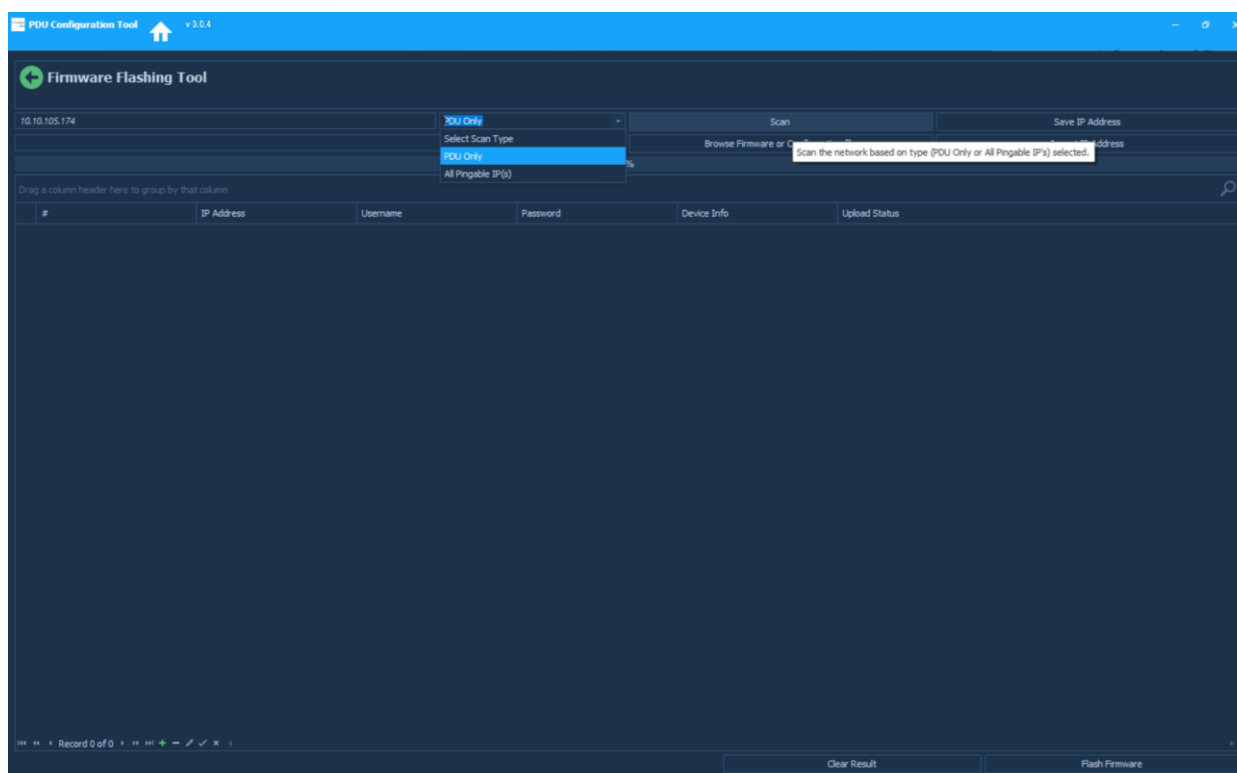 PDU Configuration Tool v 3.0.4
Firmware Flashing Tool
10.10.105.174 PDU Only Scan Save IP Address
Select Scan Type
Browse Firmware or Address
Scan the network based on type (PDU Only or All Pingable IP's) selected.
PDU Only
%
All Pingable IP(s)
Drag a column header here to group by that column
# IP Address Username Password Device Info Upload Status
Record 0 of 0
Clear Result Flash Firmware